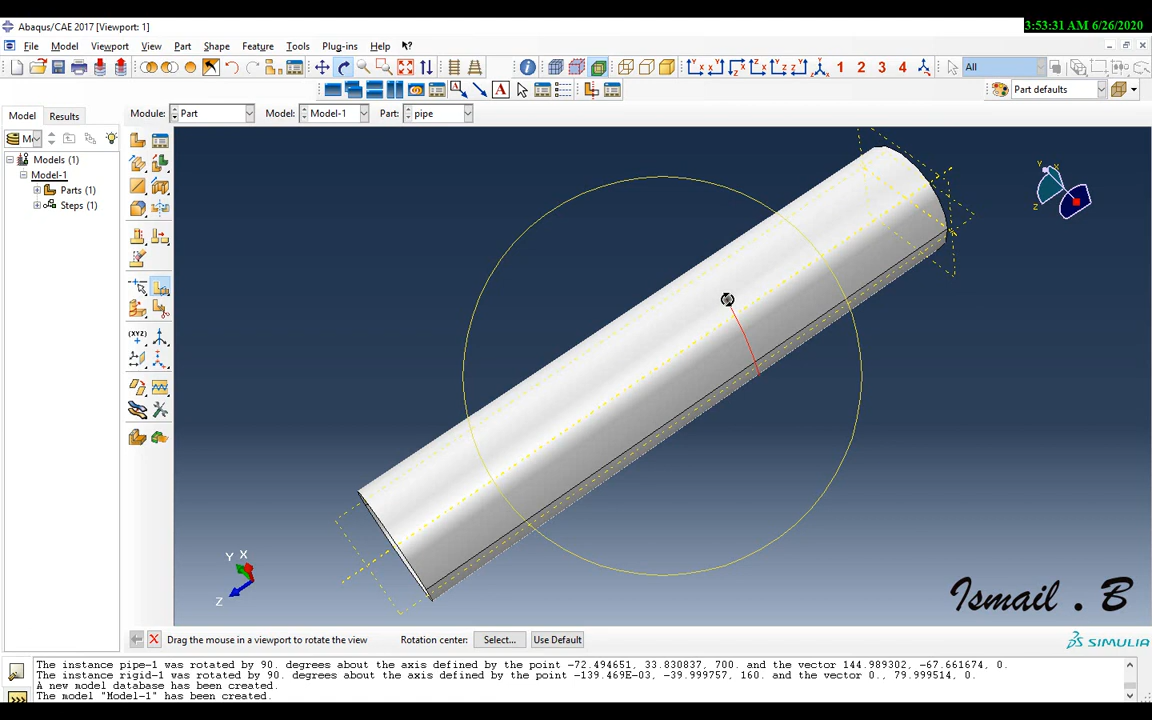 3:53:31 AM 6/26/2020
Abaqus/CAE 2017 [Viewport: 1]
File Model Viewport View Part Shape Feature Tools Plug-ins Help
1 2 3 4 All
A Part defaults
Model Results Module: Part Model: Model-1 Part: pipe
Models (1)
Model-1
Parts (1)
Steps (1)
(XYZ)
Y X
Z
Y X
Z
Ismail . B
Drag the mouse in a viewport to rotate the view Rotation center: Select... Use Default
SIMULIA
The instance pipe-1 was rotated by 90. degrees about the axis defined by the point -72.494651, 33.830837, 700. and the vector 144.989302, -67.661674, 0.
The instance rigid-1 was rotated by 90. degrees about the axis defined by the point -139.469E-03, -39.999757, 160. and the vector 0., 79.999514, 0.
A new model database has been created.
The model "Model-1" has been created.
>>>